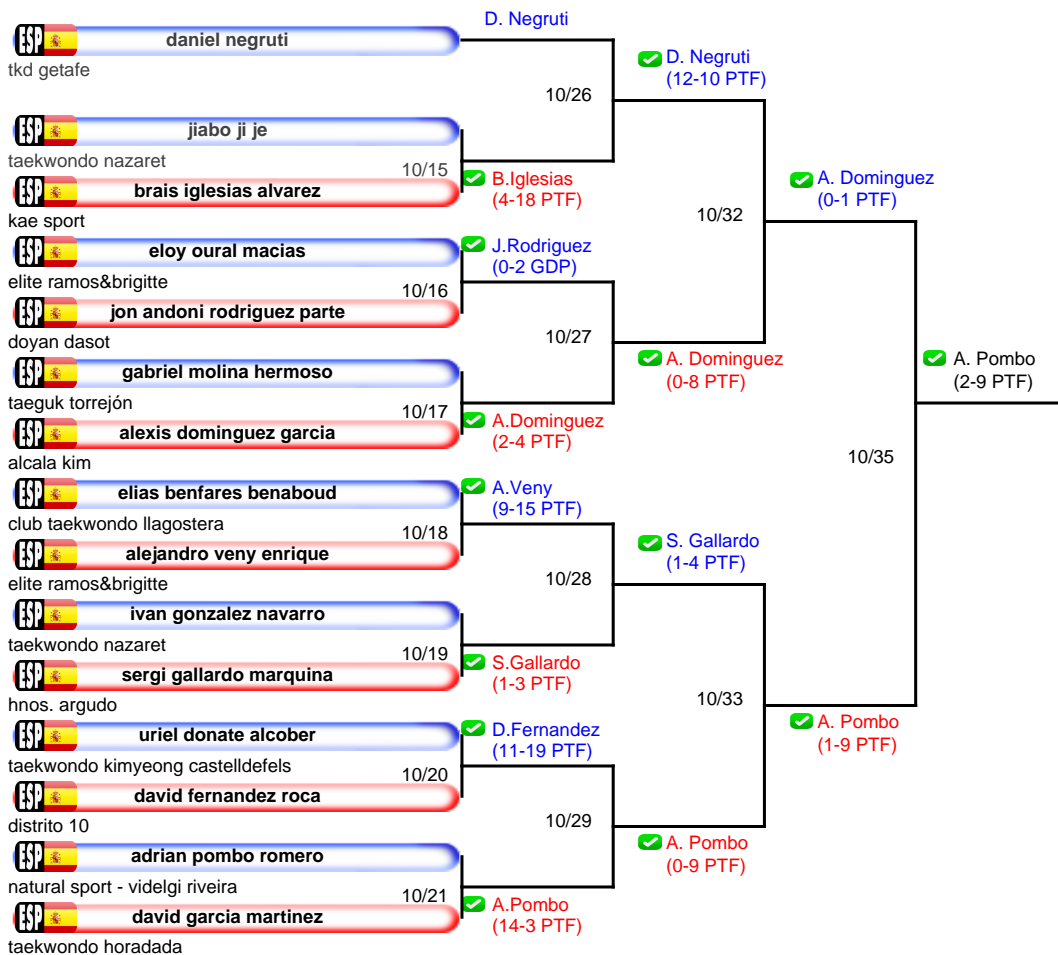 D. Negruti
ESP daniel negruti
tkd getafe
D. Negruti
(12-10 PTF)
10/26
ESP jiabo ji je
taekwondo nazaret
10/15
B.Iglesias
(4-18 PTF)
ESP brais iglesias alvarez
kae sport
A. Dominguez
(0-1 PTF)
10/32
ESP eloy oural macias
elite ramos&brigitte
J.Rodriguez
(0-2 GDP)
10/16
ESP jon andoni rodriguez parte
doyan dasot
10/27
A. Dominguez
(0-8 PTF)
A. Pombo
(2-9 PTF)
ESP gabriel molina hermoso
taeguk torrejón
10/17
A.Dominguez
(2-4 PTF)
ESP alexis dominguez garcia
alcala kim
10/35
ESP elias benfares benaboud
club taekwondo llagostera
A.Veny
(9-15 PTF)
10/18
ESP alejandro veny enrique
elite ramos&brigitte
S. Gallardo
(1-4 PTF)
10/28
ESP ivan gonzalez navarro
taekwondo nazaret
10/19
S.Gallardo
(1-3 PTF)
ESP sergi gallardo marquina
hnos. argudo
10/33
A. Pombo
(1-9 PTF)
ESP uriel donate alcober
taekwondo kimyeong castelldefels
D.Fernandez
(11-19 PTF)
10/20
ESP david fernandez roca
distrito 10
10/29
A. Pombo
(0-9 PTF)
ESP adrian pombo romero
natural sport - videlgi riveira
10/21
A.Pombo
(14-3 PTF)
ESP david garcia martinez
taekwondo horadada